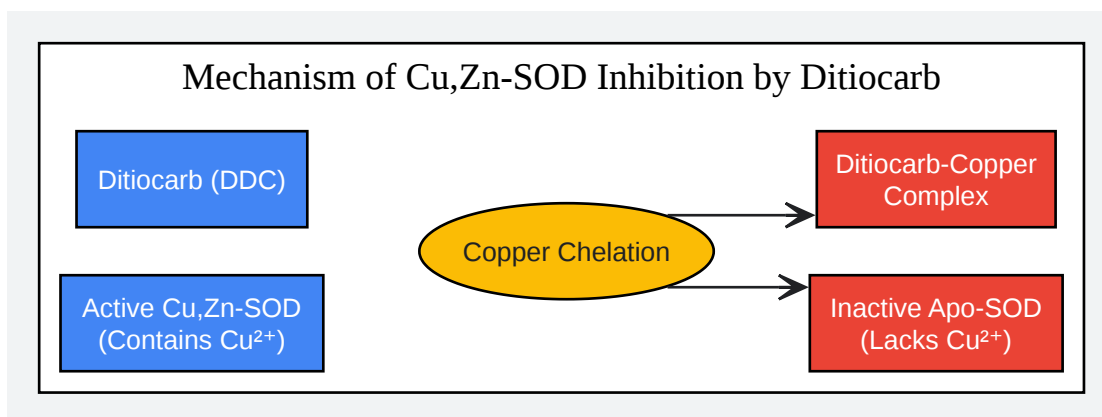 Mechanism of Cu,Zn-SOD Inhibition by Ditiocarb
Ditiocarb (DDC)
Active Cu,Zn-SOD
(Contains Cu²⁺)
Copper Chelation
Ditiocarb-Copper
Complex
Inactive Apo-SOD
(Lacks Cu²⁺)